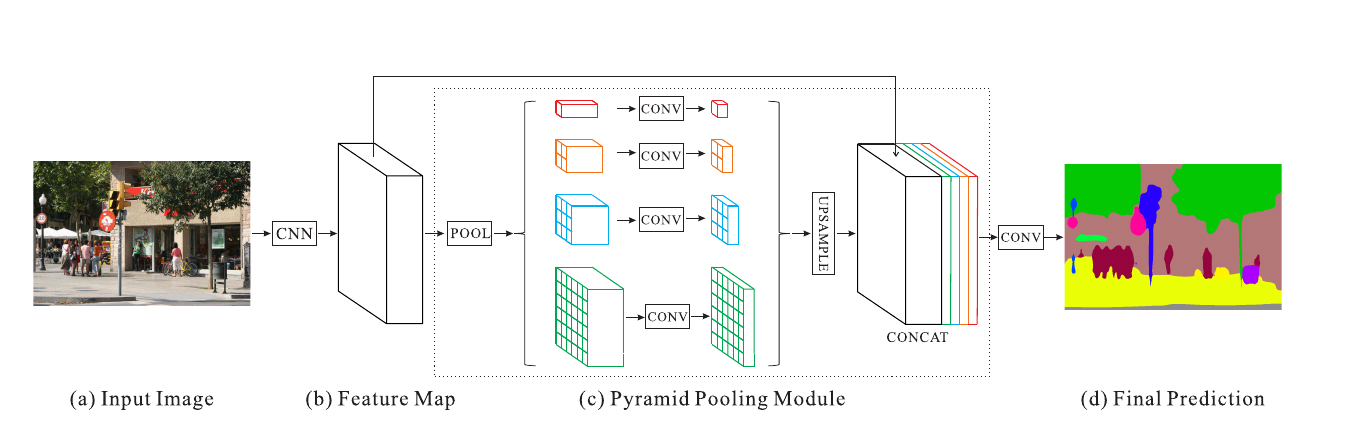 CNN
POOL
CONV
CONV
CONV
CONV
UPSAMPLE
CONCAT
CONV
(a) Input Image
(b) Feature Map
(c) Pyramid Pooling Module
(d) Final Prediction